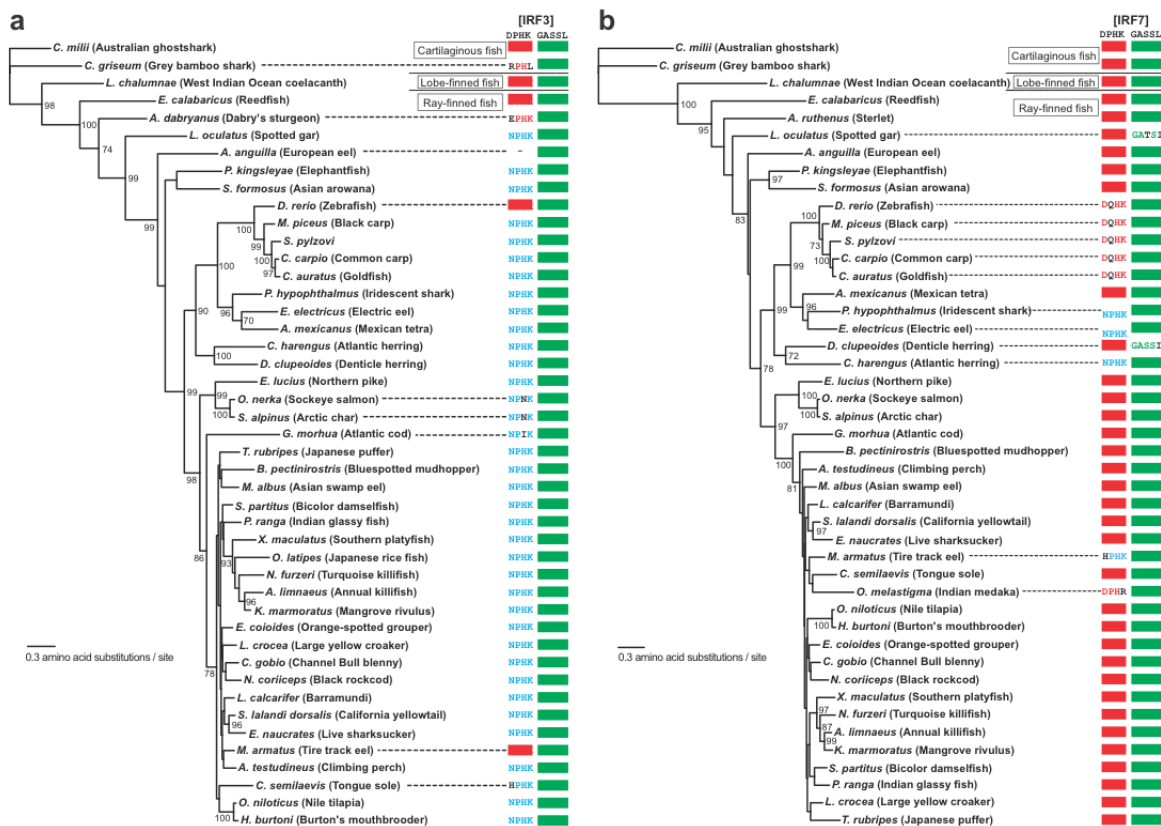 a
[IRF3]
DPHK GASSL
C. milii (Australian ghostshark)
Cartilaginous fish
C. griseum (Grey bamboo shark)
RPHL
L. chalumnae (West Indian Ocean coelacanth)
Lobe-finned fish
98
E. calabaricus (Reedfish)
Ray-finned fish
100
A. dabryanus (Dabry's sturgeon)
EPHK
74
L. oculatus (Spotted gar)
NPHK
99
A. anguilla (European eel)
-
P. kingsleyae (Elephantfish)
NPHK
99
S. formosus (Asian arowana)
NPHK
D. rerio (Zebrafish)
100
M. piceus (Black carp)
NPHK
99
S. pylzovi
NPHK
100
C. carpio (Common carp)
NPHK
97
C. auratus (Goldfish)
NPHK
100
P. hypophthalmus (Iridescent shark)
NPHK
90
96
E. electricus (Electric eel)
NPHK
70
A. mexicanus (Mexican tetra)
NPHK
C. harengus (Atlantic herring)
NPHK
100
D. clupeoides (Denticle herring)
NPHK
99
E. lucius (Northern pike)
NPHK
99
O. nerka (Sockeye salmon)
NPNK
100
S. alpinus (Arctic char)
NPNK
G. morhua (Atlantic cod)
NPIK
T. rubripes (Japanese puffer)
NPHK
98
B. pectinirostris (Bluespotted mudhopper)
NPHK
M. albus (Asian swamp eel)
NPHK
S. partitus (Bicolor damselfish)
NPHK
P. ranga (Indian glassy fish)
NPHK
X. maculatus (Southern platyfish)
NPHK
86
93
O. latipes (Japanese rice fish)
NPHK
N. furzeri (Turquoise killifish)
NPHK
A. limnaeus (Annual killifish)
NPHK
96
K. marmoratus (Mangrove rivulus)
NPHK
E. coioides (Orange-spotted grouper)
NPHK
L. crocea (Large yellow croaker)
NPHK
0.3 amino acid substitutions / site
C. gobio (Channel Bull blenny)
NPHK
78
N. coriiceps (Black rockcod)
NPHK
L. calcarifer (Barramundi)
NPHK
S. lalandi dorsalis (California yellowtail)
NPHK
96
E. naucrates (Live sharksucker)
NPHK
M. armatus (Tire track eel)
A. testudineus (Climbing perch)
NPHK
C. semilaevis (Tongue sole)
HPHK
O. niloticus (Nile tilapia)
NPHK
100
H. burtoni (Burton's mouthbrooder)
NPHK
b
[IRF7]
DPHK GASSL
C. milii (Australian ghostshark)
Cartilaginous fish
C. griseum (Grey bamboo shark)
L. chalumnae (West Indian Ocean coelacanth)
Lobe-finned fish
100
E. calabaricus (Reedfish)
Ray-finned fish
A. ruthenus (Sterlet)
95
L. oculatus (Spotted gar)
GATSI
A. anguilla (European eel)
P. kingsleyae (Elephantfish)
97
S. formosus (Asian arowana)
D. rerio (Zebrafish)
DQHK
83
100
M. piceus (Black carp)
DQHK
73
S. pylzovi
DQHK
100
C. carpio (Common carp)
DQHK
99
C. auratus (Goldfish)
DQHK
A. mexicanus (Mexican tetra)
96
P. hypophthalmus (Iridescent shark)
NPHK
99
E. electricus (Electric eel)
NPHK
D. clupeoides (Denticle herring)
GASSI
72
C. harengus (Atlantic herring)
NPHK
78
E. lucius (Northern pike)
100
O. nerka (Sockeye salmon)
100
S. alpinus (Arctic char)
97
G. morhua (Atlantic cod)
B. pectinirostris (Bluespotted mudhopper)
100
A. testudineus (Climbing perch)
81
M. albus (Asian swamp eel)
L. calcarifer (Barramundi)
S. lalandi dorsalis (California yellowtail)
97
E. naucrates (Live sharksucker)
M. armatus (Tire track eel)
HPHK
C. semilaevis (Tongue sole)
O. melastigma (Indian medaka)
DPHR
O. niloticus (Nile tilapia)
100
H. burtoni (Burton's mouthbrooder)
E. coioides (Orange-spotted grouper)
0.3 amino acid substitutions / site
C. gobio (Channel Bull blenny)
N. coriiceps (Black rockcod)
X. maculatus (Southern platyfish)
97
N. furzeri (Turquoise killifish)
87
A. limnaeus (Annual killifish)
99
K. marmoratus (Mangrove rivulus)
S. partitus (Bicolor damselfish)
P. ranga (Indian glassy fish)
L. crocea (Large yellow croaker)
T. rubripes (Japanese puffer)